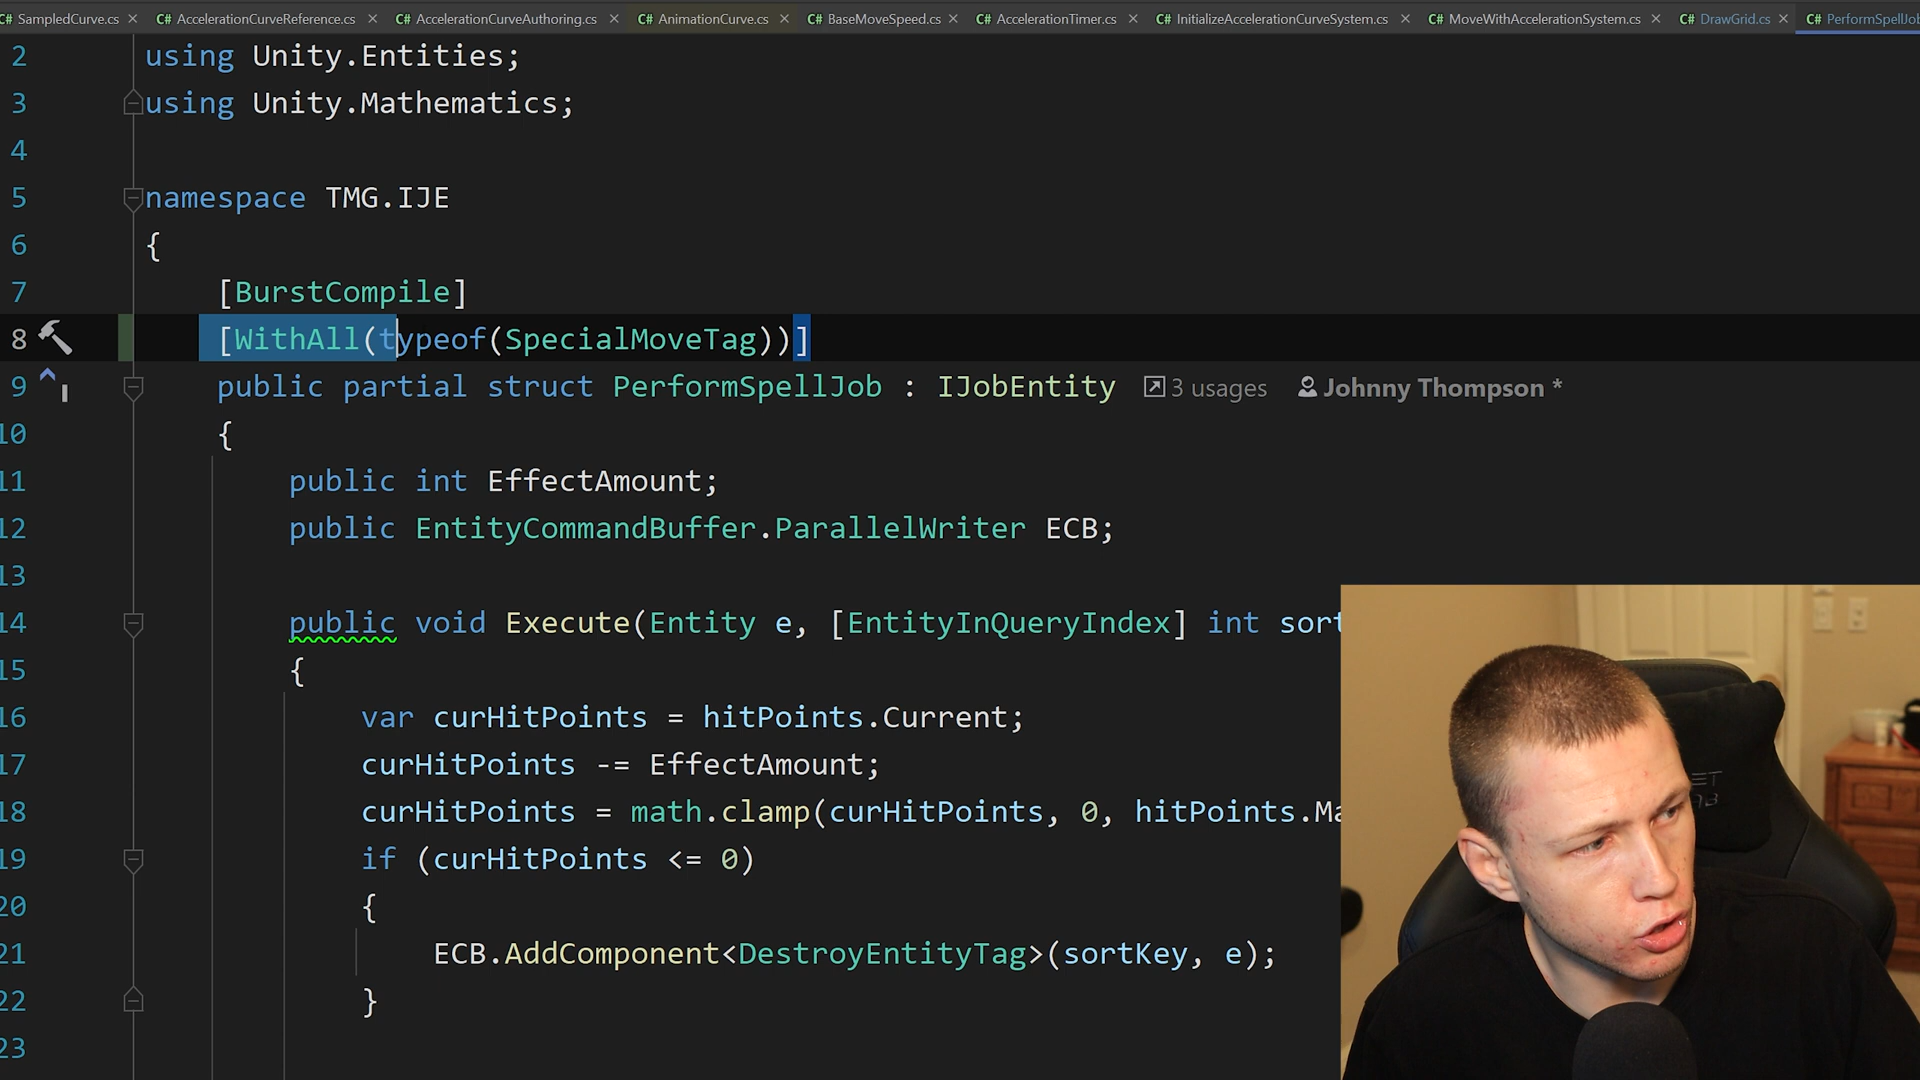 SampledCurve.cs AccelerationCurveReference.cs AccelerationCurveAuthoring.cs AnimationCurve.cs BaseMoveSpeed.cs AccelerationTimer.cs InitializeAccelerationCurveSystem.cs MoveWithAccelerationSystem.cs DrawGrid.cs PerformSpellJob
2 using Unity.Entities;
3 using Unity.Mathematics;
4
5 namespace TMG.IJE
6 {
7 [BurstCompile]
8 [WithAll(typeof(SpecialMoveTag))]
9 public partial struct PerformSpellJob : IJobEntity 3 usages Johnny Thompson *
10 {
11 public int EffectAmount;
12 public EntityCommandBuffer.ParallelWriter ECB;
13
14 public void Execute(Entity e, [EntityInQueryIndex] int sort
15 {
16 var curHitPoints = hitPoints.Current;
17 curHitPoints -= EffectAmount;
18 curHitPoints = math.clamp(curHitPoints, 0, hitPoints.Ma
19 if (curHitPoints <= 0)
20 {
21 ECB.AddComponent<DestroyEntityTag>(sortKey, e);
22 }
23